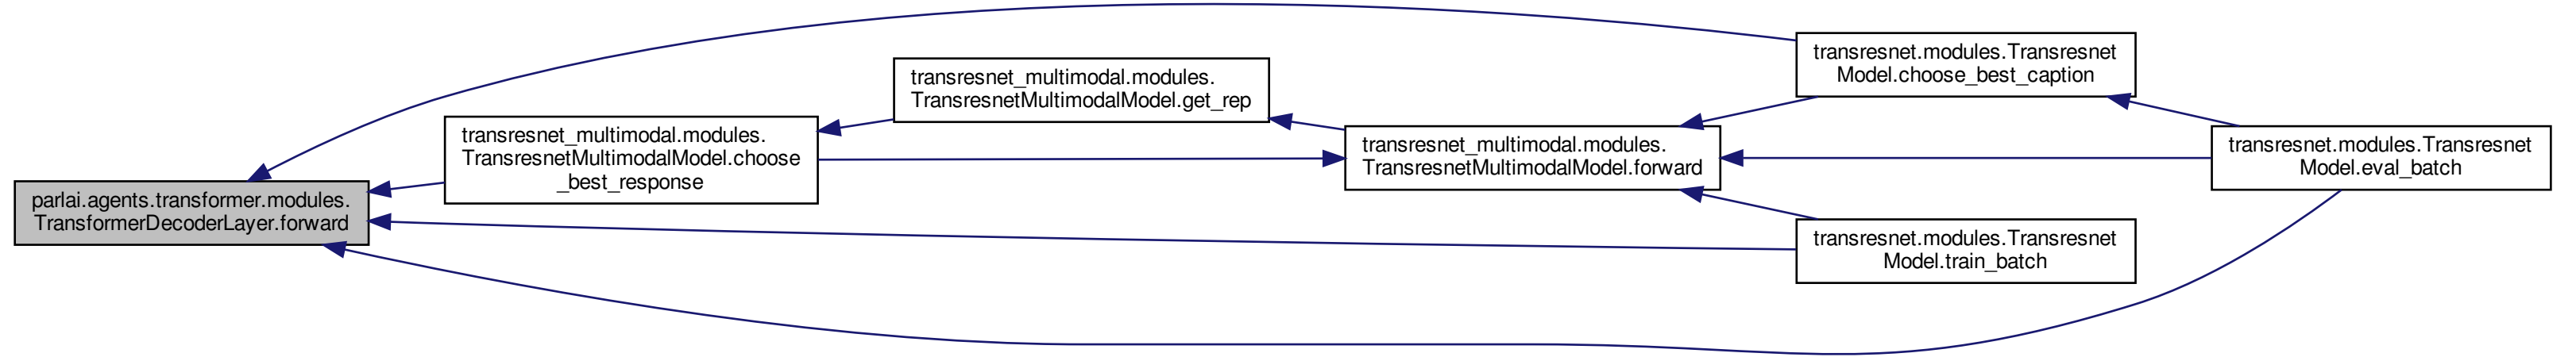 parlai.agents.transformer.modules.
TransformerDecoderLayer.forward
transresnet_multimodal.modules.
TransresnetMultimodalModel.choose
_best_response
transresnet_multimodal.modules.
TransresnetMultimodalModel.get_rep
transresnet_multimodal.modules.
TransresnetMultimodalModel.forward
transresnet.modules.Transresnet
Model.choose_best_caption
transresnet.modules.Transresnet
Model.train_batch
transresnet.modules.Transresnet
Model.eval_batch